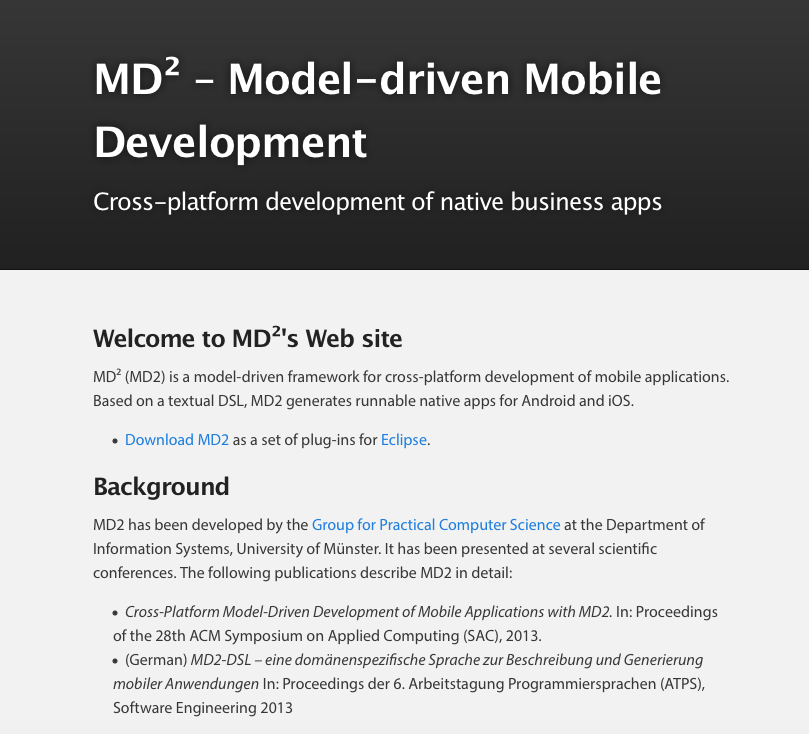 MD² – Model-driven Mobile
Development
Cross-platform development of native business apps
Welcome to MD²'s Web site
MD² (MD2) is a model-driven framework for cross-platform development of mobile applications.
Based on a textual DSL, MD2 generates runnable native apps for Android and iOS.
• Download MD2 as a set of plug-ins for Eclipse.
Background
MD2 has been developed by the Group for Practical Computer Science at the Department of
Information Systems, University of Münster. It has been presented at several scientific
conferences. The following publications describe MD2 in detail:
• Cross-Platform Model-Driven Development of Mobile Applications with MD2. In: Proceedings
of the 28th ACM Symposium on Applied Computing (SAC), 2013.
• (German) MD2-DSL – eine domänenspezifische Sprache zur Beschreibung und Generierung
mobiler Anwendungen In: Proceedings der 6. Arbeitstagung Programmiersprachen (ATPS),
Software Engineering 2013